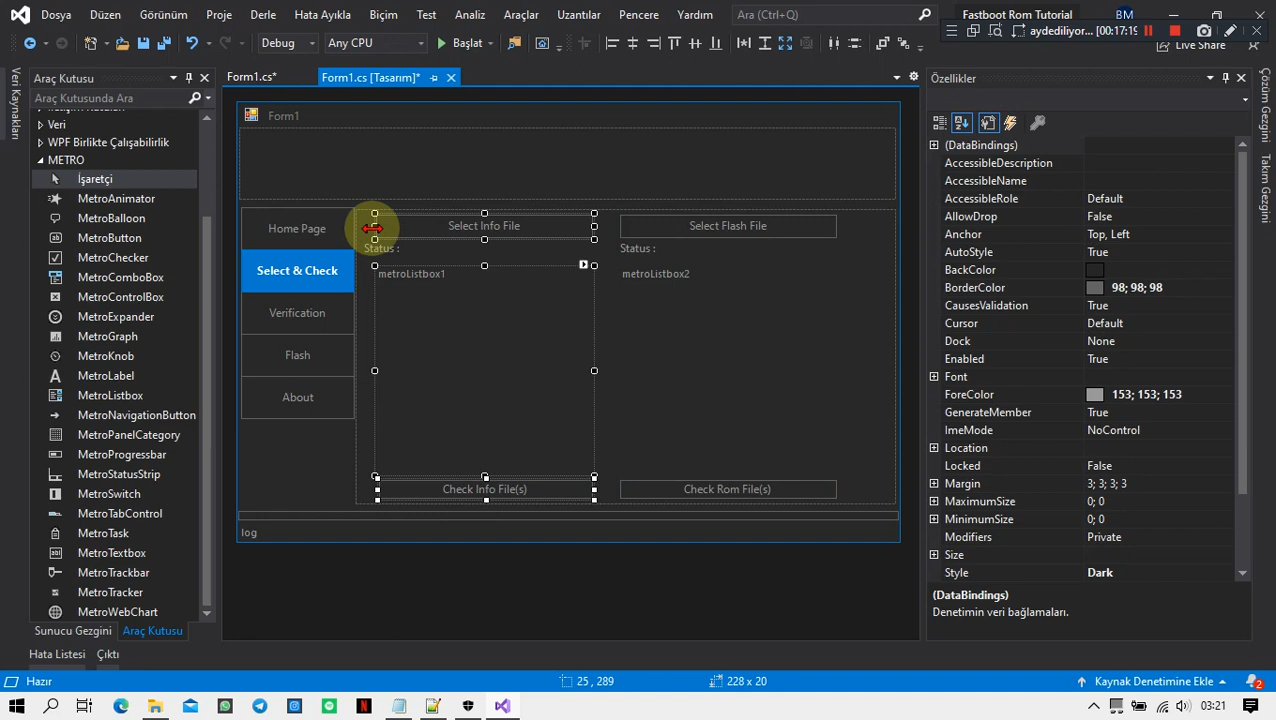 Dosya Düzen Görünüm Git Proje Derle Hata Ayıkla Biçim Test Analiz Araçlar Uzantılar Pencere Yardım Ara (Ctrl+Q) Fastboot Rom Tutorial BM
aydediliyor... [00:17:19
Debug Any CPU Başlat Live Share
Veri Kaynakları
Araç Kutusu
Araç Kutusunda Ara
Veri
WPF Birlikte Çalışabilirlik
METRO
İşaretçi
MetroAnimator
MetroBalloon
MetroButton
MetroChecker
MetroComboBox
MetroControlBox
MetroExpander
MetroGraph
MetroKnob
MetroLabel
MetroListbox
MetroNavigationButton
MetroPanelCategory
MetroProgressbar
MetroStatusStrip
MetroSwitch
MetroTabControl
MetroTask
MetroTextbox
MetroTrackbar
MetroTracker
MetroWebChart
Sunucu Gezgini Araç Kutusu
Form1.cs* Form1.cs [Tasarım]*
Form1
Home Page
Select & Check
Verification
Flash
About
Select Info File Select Flash File
Status : Status :
metroListbox1 metroListbox2
Check Info File(s) Check Rom File(s)
log
Özellikler
(DataBindings)
AccessibleDescription
AccessibleName
AccessibleRole Default
AllowDrop False
Anchor Top, Left
AutoStyle True
BackColor
BorderColor 98; 98; 98
CausesValidation True
Cursor Default
Dock None
Enabled True
Font
ForeColor 153; 153; 153
GenerateMember True
ImeMode NoControl
Location
Locked False
Margin 3; 3; 3; 3
MaximumSize 0; 0
MinimumSize 0; 0
Modifiers Private
Size
Style Dark
(DataBindings)
Denetimin veri bağlamaları.
Çözüm Gezgini
Takım Gezgini
Hata Listesi Çıktı
Hazır 25 , 289 228 x 20 Kaynak Denetimine Ekle 2
03:21